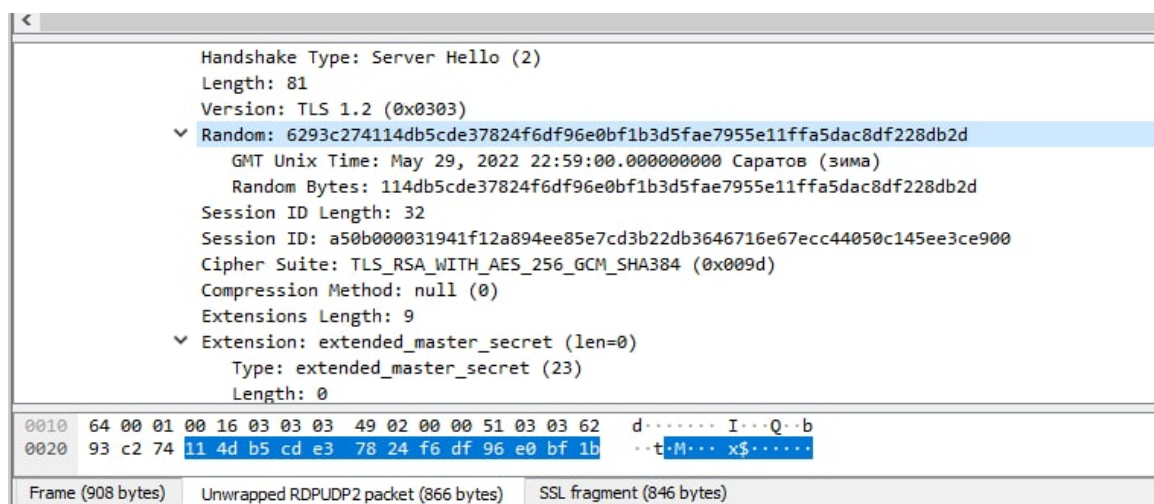 <
Handshake Type: Server Hello (2)
Length: 81
Version: TLS 1.2 (0x0303)
Random: 6293c274114db5cde37824f6df96e0bf1b3d5fae7955e11ffa5dac8df228db2d
GMT Unix Time: May 29, 2022 22:59:00.000000000 Саратов (зима)
Random Bytes: 114db5cde37824f6df96e0bf1b3d5fae7955e11ffa5dac8df228db2d
Session ID Length: 32
Session ID: a50b000031941f12a894ee85e7cd3b22db3646716e67ecc44050c145ee3ce900
Cipher Suite: TLS_RSA_WITH_AES_256_GCM_SHA384 (0x009d)
Compression Method: null (0)
Extensions Length: 9
Extension: extended_master_secret (len=0)
Type: extended_master_secret (23)
Length: 0
0010 64 00 01 00 16 03 03 03 49 02 00 00 51 03 03 62 d······· I···Q··b
0020 93 c2 74 11 4d b5 cd e3 78 24 f6 df 96 e0 bf 1b ··t·M··· x$······
Frame (908 bytes) Unwrapped RDPUDP2 packet (866 bytes) SSL fragment (846 bytes)